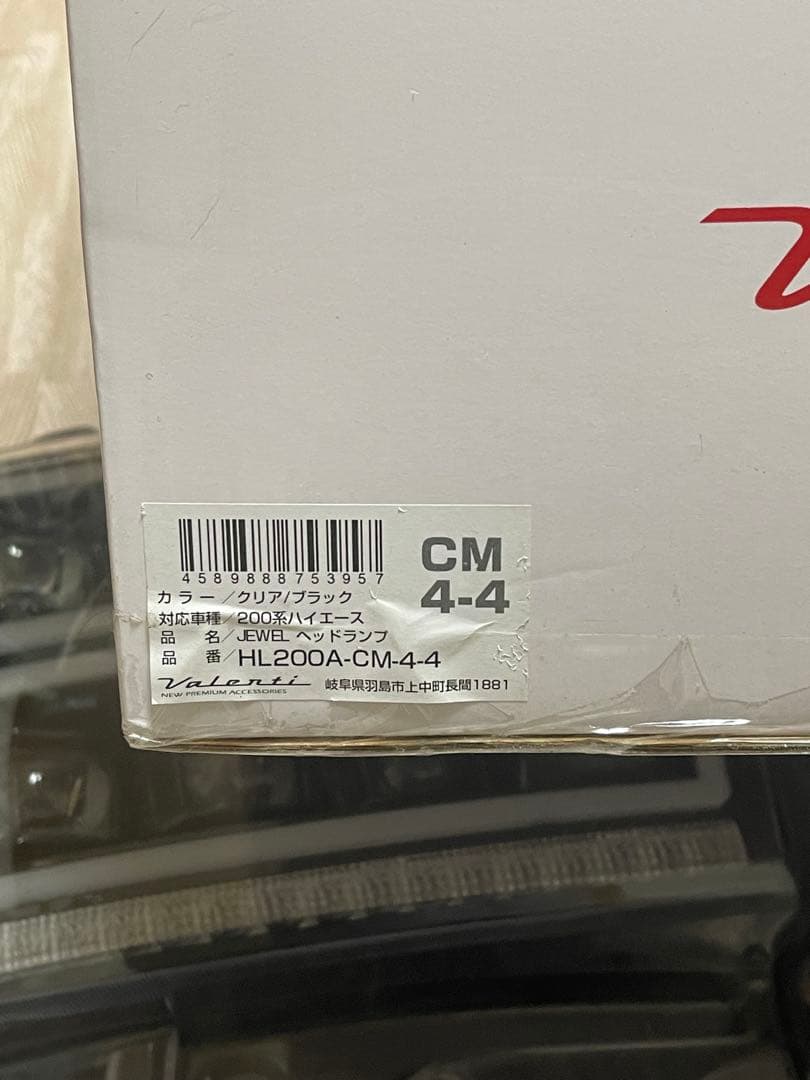 4589888753957
CM
4-4
カラー／クリア/ブラック
対応車種／200系ハイエース
品　名／JEWEL ヘッドランプ
品　番／HL200A-CM-4-4
Valenti
NEW PREMIUM ACCESSORIES
岐阜県羽島市上中町長間1881